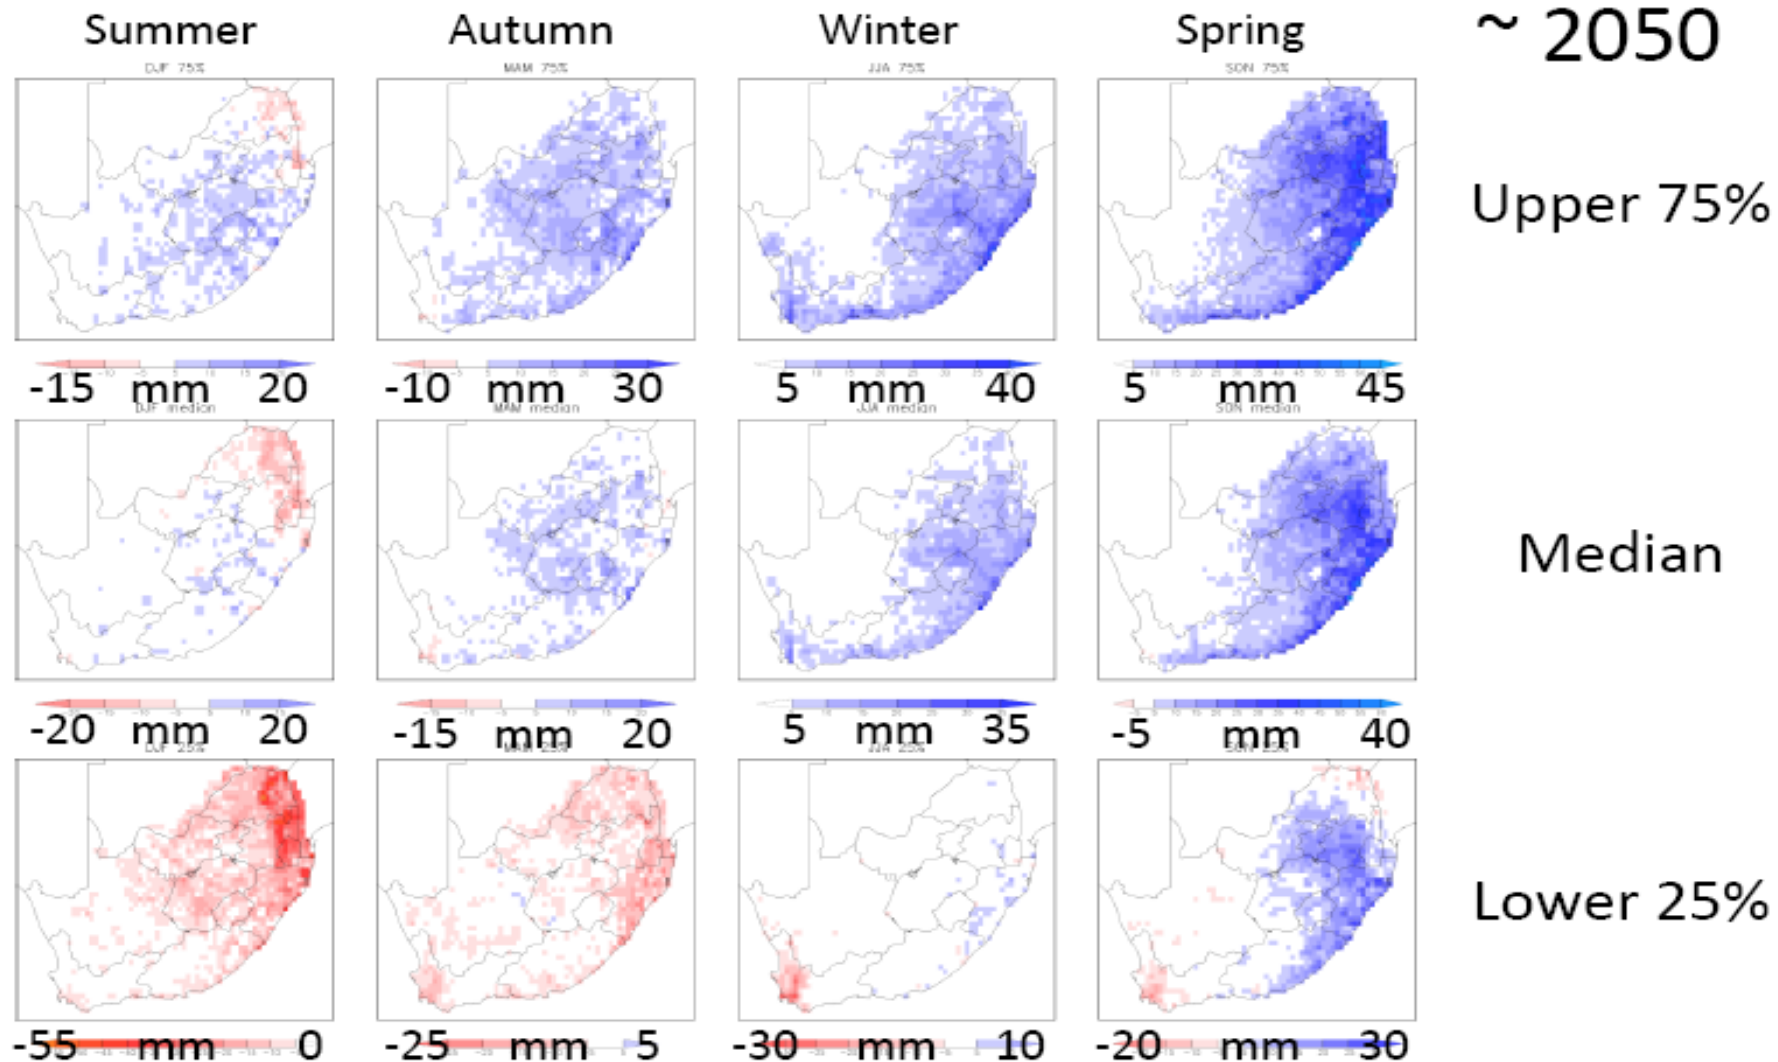 Summer Autumn Winter Spring ~ 2050
DJF 75% MAM 75% JJA 75% SON 75%
Upper 75%
-15 mm 20 -10 mm 30 5 mm 40 5 mm 45
DJF median MAM median JJA median SON median
Median
-20 mm 20 -15 mm 20 5 mm 35 -5 mm 40
DJF 25% MAM 25% JJA 25% SON 25%
Lower 25%
-55 mm 0 -25 mm 5 -30 mm 10 -20 mm 30